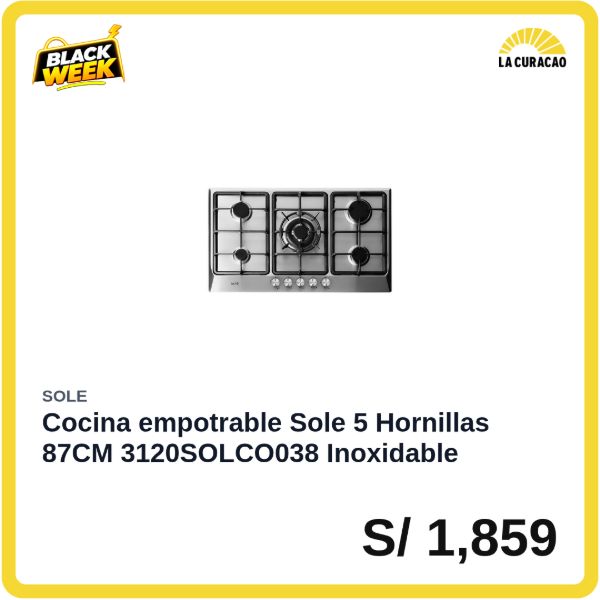 BLACK
WEEK
LA CURACAO
SOLE
Cocina empotrable Sole 5 Hornillas
87CM 3120SOLCO038 Inoxidable
S/ 1,859